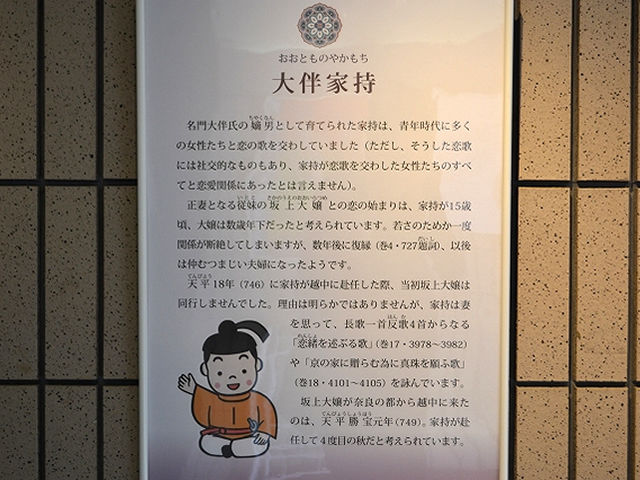 おおとものやかもち
大伴家持
名門大伴氏の嫡男として育てられた家持は、青年時代に多く
の女性たちと恋の歌を交わしていました（ただし、そうした恋歌
には社交的なものもあり、家持が恋歌を交わした女性たちのすべ
てと恋愛関係にあったとは言えません）。
正妻となる従妹の坂上大嬢との恋の始まりは、家持が15歳
頃、大嬢は数歳年下だったと考えられています。若さのためか一度
関係が断絶してしまいますが、数年後に復縁（巻4・727題詞）、以後
は仲むつまじい夫婦になったようです。
天平18年（746）に家持が越中に赴任した際、当初坂上大嬢は
同行しませんでした。理由は明らかではありませんが、家持は妻
を思って、長歌一首反歌4首からなる
「恋緒を述ぶる歌」（巻17・3978～3982）
や「京の家に贈らむ為に真珠を願ふ歌」
（巻18・4101～4105）を詠んでいます。
坂上大嬢が奈良の都から越中に来た
のは、天平勝宝元年（749）。家持が赴
任して４度目の秋だと考えられています。